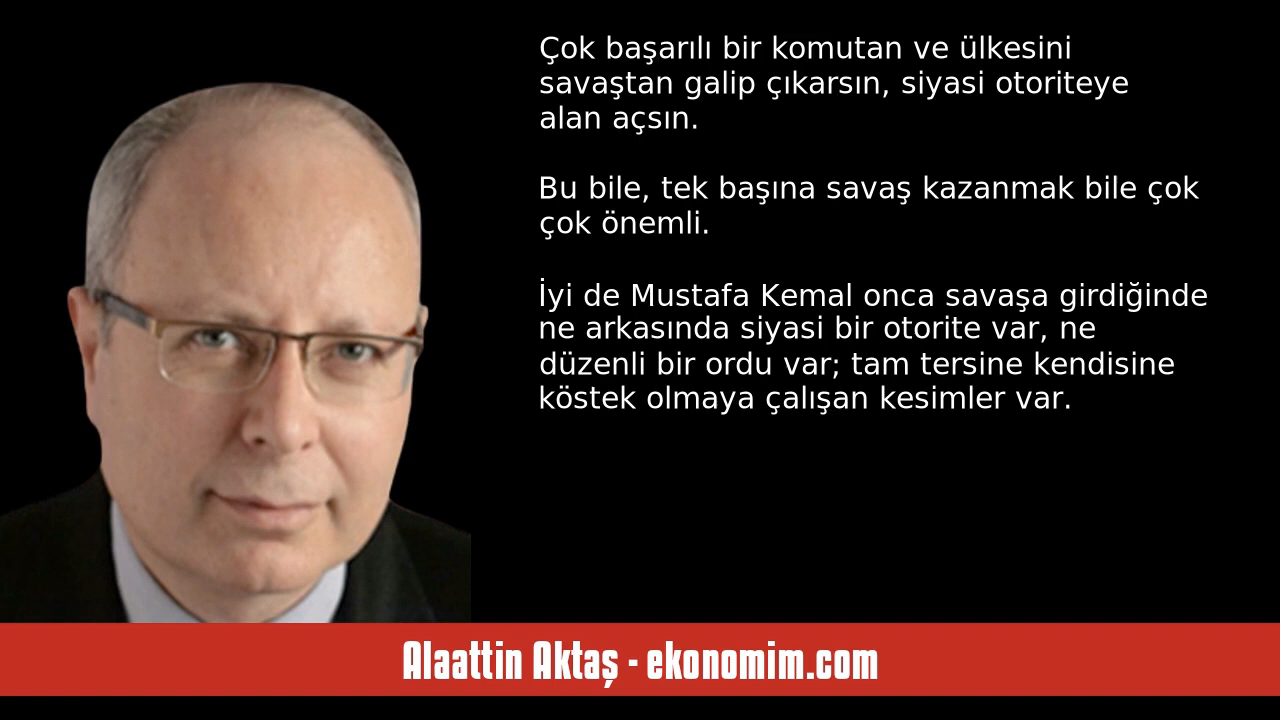 Çok başarılı bir komutan ve ülkesini
savaştan galip çıkarsın, siyasi otoriteye
alan açsın.
Bu bile, tek başına savaş kazanmak bile çok
çok önemli.
İyi de Mustafa Kemal onca savaşa girdiğinde
ne arkasında siyasi bir otorite var, ne
düzenli bir ordu var; tam tersine kendisine
köstek olmaya çalışan kesimler var.
Alaattin Aktaş - ekonomim.com